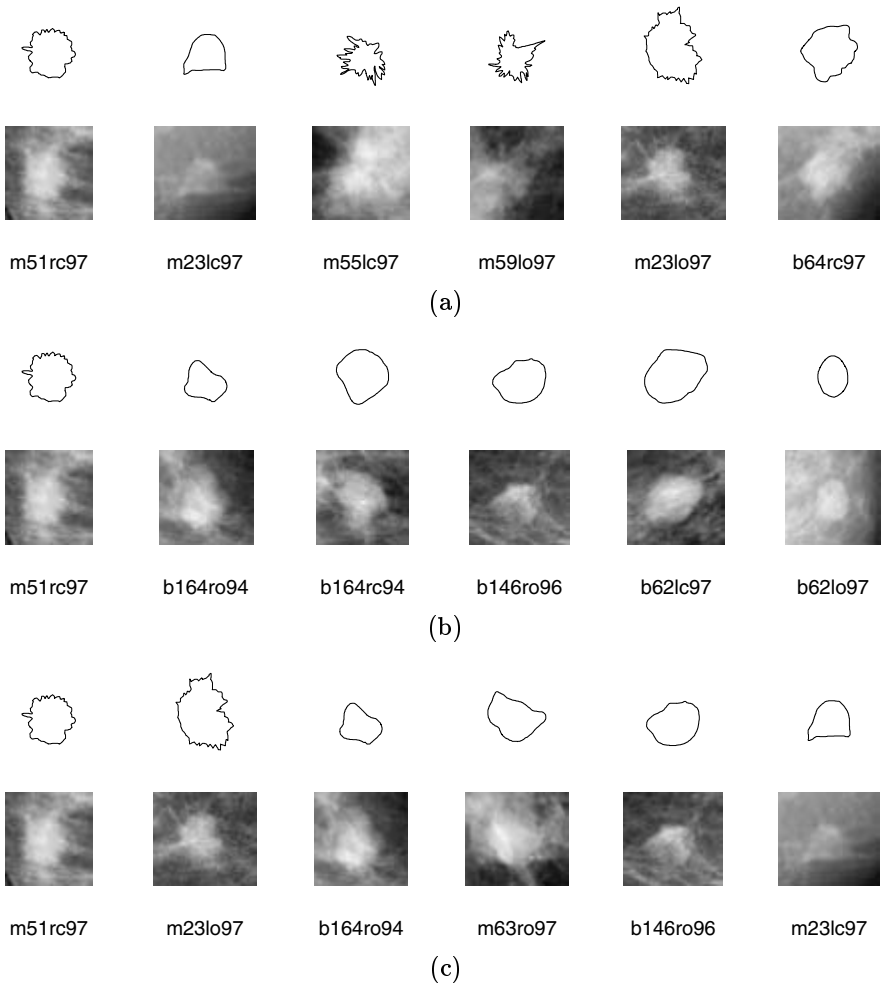 m51rc97 m23lc97 m55lc97 m59lo97 m23lo97 b64rc97
(a)
m51rc97 b164ro94 b164rc94 b146ro96 b62lc97 b62lo97
(b)
m51rc97 m23lo97 b164ro94 m63ro97 b146ro96 m23lc97
(c)